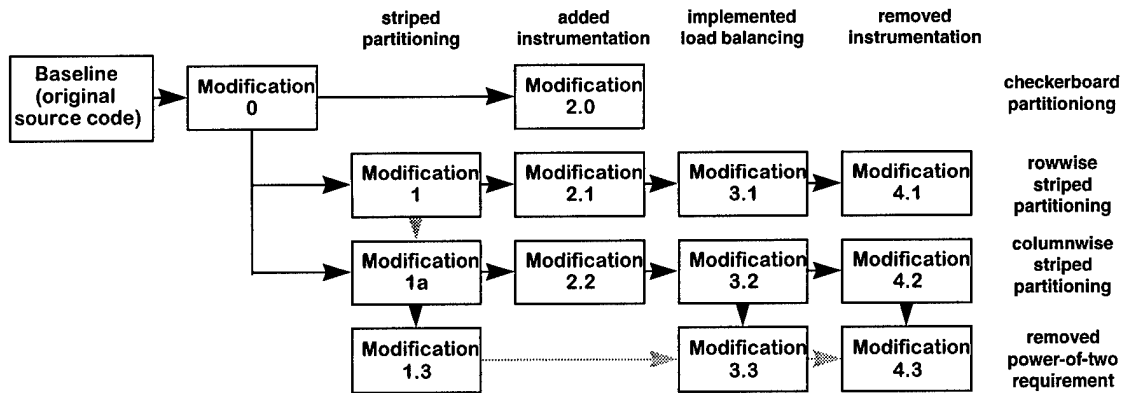 striped
partitioning
added
instrumentation
implemented
load balancing
removed
instrumentation
Baseline
(original
source code)
Modification
0
Modification
2.0
checkerboard
partitioniong
Modification
1
Modification
2.1
Modification
3.1
Modification
4.1
rowwise
striped
partitioning
Modification
1a
Modification
2.2
Modification
3.2
Modification
4.2
columnwise
striped
partitioning
Modification
1.3
Modification
3.3
Modification
4.3
removed
power-of-two
requirement